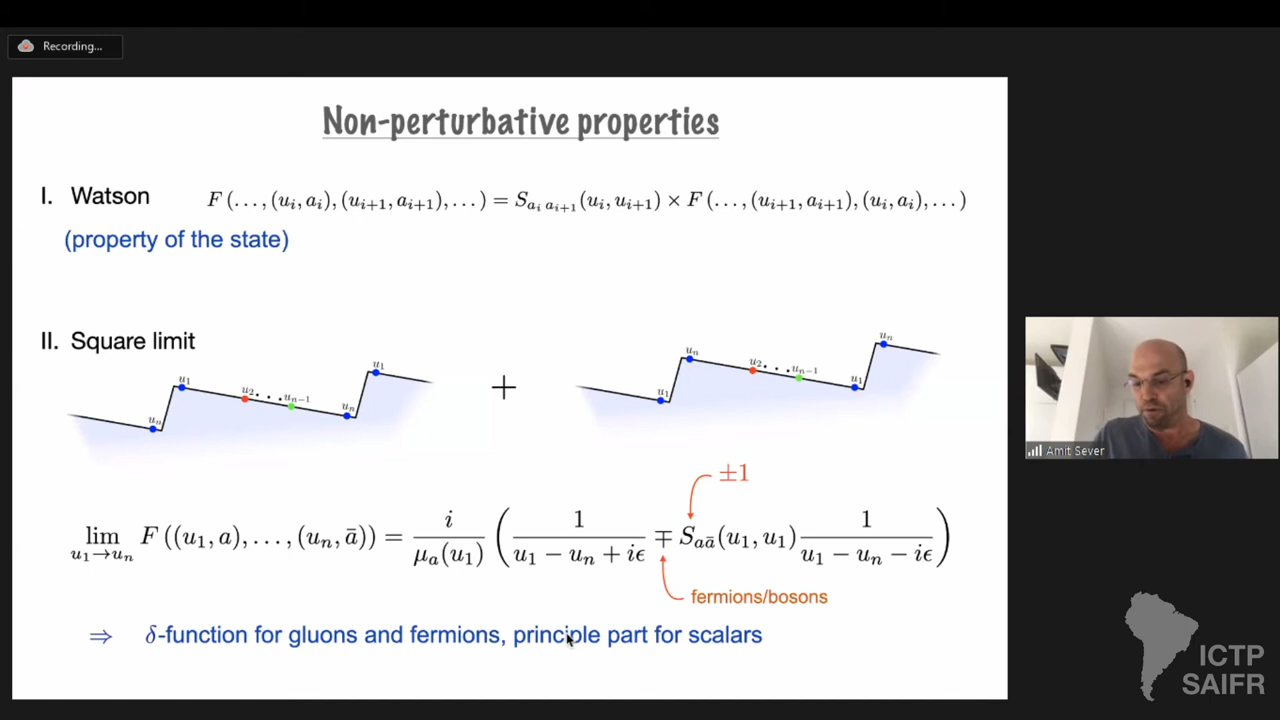 Recording...
Non-perturbative properties
I. Watson F(…,(u_i,a_i),(u_{i+1},a_{i+1}),…) = S_{a_i a_{i+1}}(u_i,u_{i+1}) × F(…,(u_{i+1},a_{i+1}),(u_i,a_i),…)
(property of the state)
II. Square limit
u_n u_1 u_2 ... u_{n-1} u_n u_1
+
u_1 u_n u_2 ... u_{n-1} u_1 u_n
±1
lim_{u_1→u_n} F((u_1,a),…,(u_n,ā)) = i/μ_a(u_1) (1/(u_1 − u_n + iϵ) ∓ S_{aā}(u_1,u_1) 1/(u_1 − u_n − iϵ))
fermions/bosons
⇒ δ-function for gluons and fermions, principle part for scalars
Amit Sever
ICTP
SAIFR